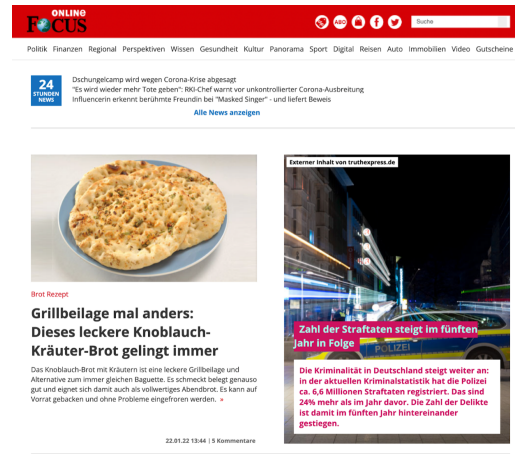 ONLINE
FOCUS
ABO
Suche
Politik Finanzen Regional Perspektiven Wissen Gesundheit Kultur Panorama Sport Digital Reisen Auto Immobilien Video Gutscheine
24
STUNDEN
NEWS
Dschungelcamp wird wegen Corona-Krise abgesagt
"Es wird wieder mehr Tote geben": RKI-Chef warnt vor unkontrollierter Corona-Ausbreitung
Influencerin erkennt berühmte Freundin bei "Masked Singer" - und liefert Beweis
Alle News anzeigen
Brot Rezept
Grillbeilage mal anders:
Dieses leckere Knoblauch-
Kräuter-Brot gelingt immer
Das Knoblauch-Brot mit Kräutern ist eine leckere Grillbeilage und
Alternative zum immer gleichen Baguette. Es schmeckt belegt genauso
gut und eignet sich damit auch als vollwertiges Abendbrot. Es kann auf
Vorrat gebacken und ohne Probleme eingefroren werden. »
22.01.22 13:44 | 5 Kommentare
Externer Inhalt von truthexpress.de
Zahl der Straftaten steigt im fünften
Jahr in Folge
POLIZEI
Die Kriminalität in Deutschland steigt weiter an:
in der aktuellen Kriminalstatistik hat die Polizei
ca. 6,6 Millionen Straftaten registriert. Das sind
24% mehr als im Jahr davor. Die Zahl der Delikte
ist damit im fünften Jahr hintereinander
gestiegen.